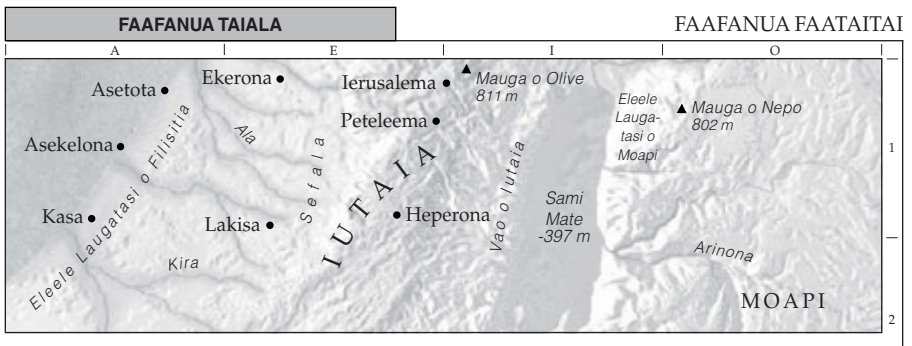 FAAFANUA TAIALA
FAAFANUA FAATAITAI
A
E
I
O
Asetota
Ekerona
Ierusalema
Mauga o Olive
811 m
Eleele
Lauga-
tasi o
Moapi
Mauga o Nepo
802 m
Asekelona
Ala
Peteleema
1
Eleele Laugatasi o Filisitia
Sefala
IUTAIA
Vao o Iutaia
Kasa
Lakisa
Heperona
Sami
Mate
-397 m
Kira
Arinona
MOAPI
2